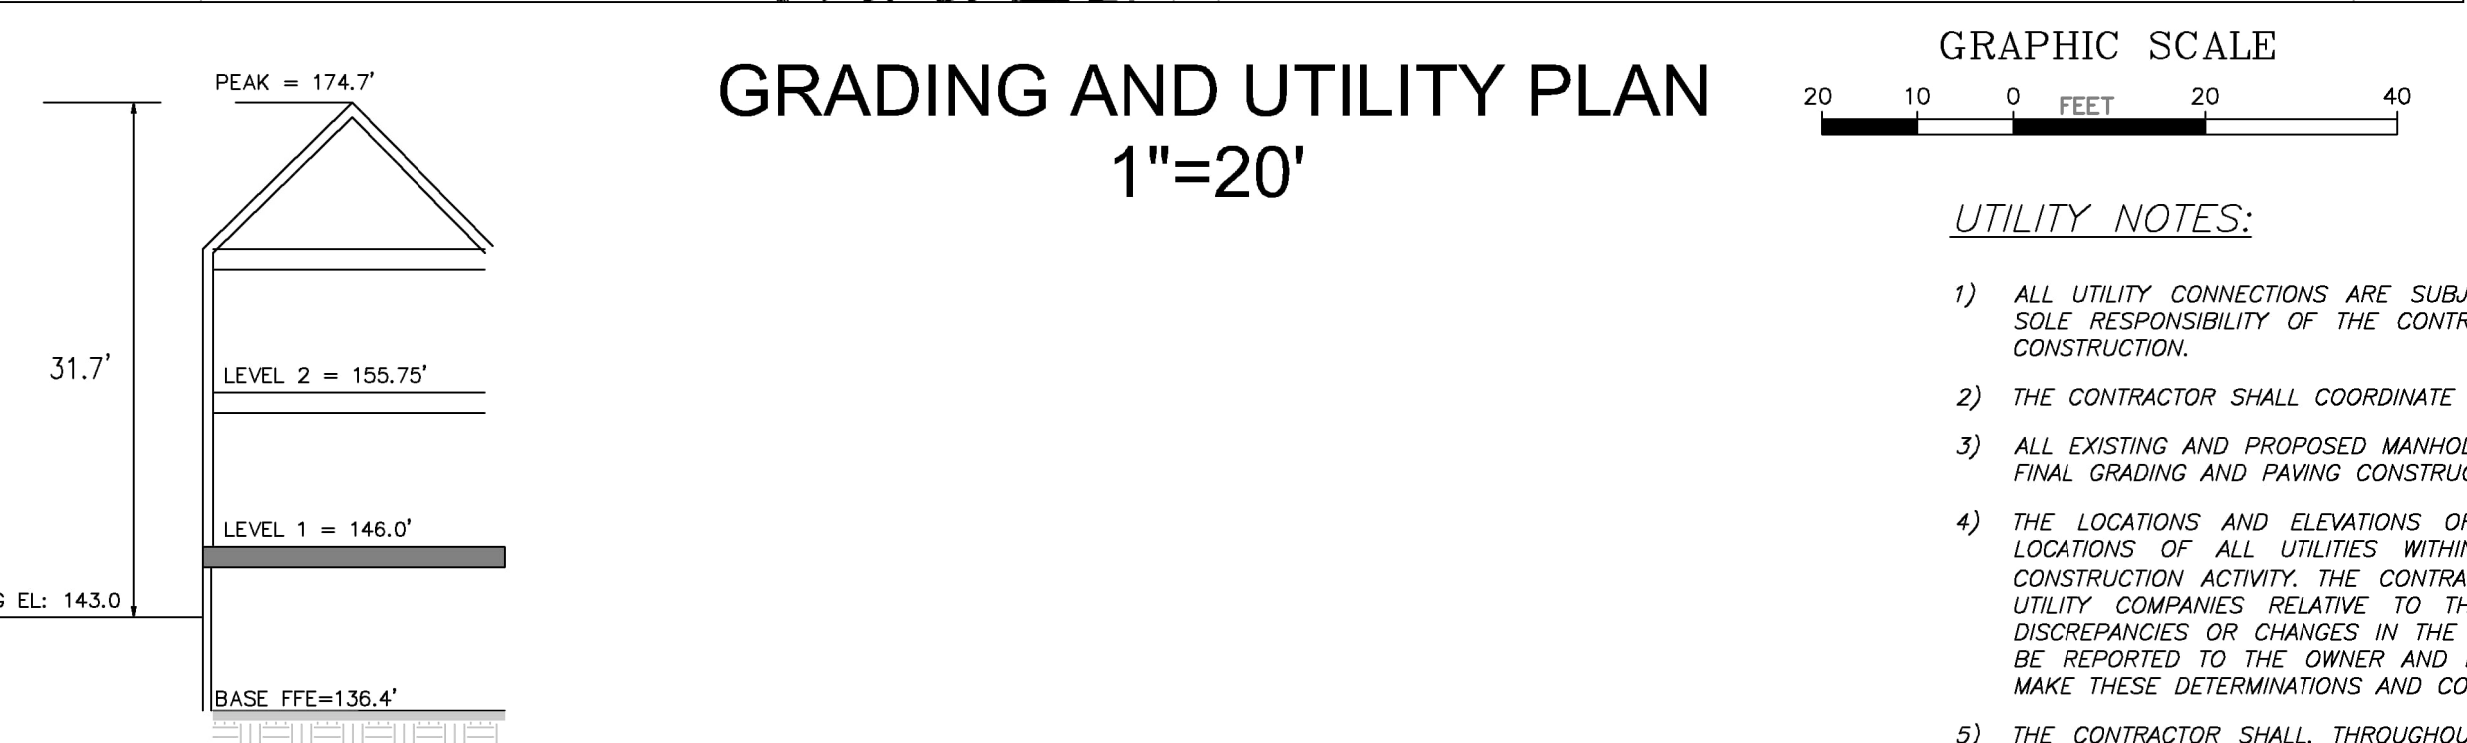 PEAK = 174.7'
31.7'
LEVEL 2 = 155.75'
LEVEL 1 = 146.0'
EL: 143.0
BASE FFE=136.4'
GRADING AND UTILITY PLAN
1"=20'
GRAPHIC SCALE
20 10 0 FEET 20 40
UTILITY NOTES:
1) ALL UTILITY CONNECTIONS ARE
SOLE RESPONSIBILITY OF THE
CONSTRUCTION.
2) THE CONTRACTOR SHALL COORDINATE
3) ALL EXISTING AND PROPOSED
FINAL GRADING AND PAVING
4) THE LOCATIONS AND ELEVATIONS
LOCATIONS OF ALL UTILITIES
CONSTRUCTION ACTIVITY. THE
UTILITY COMPANIES RELATIVE TO
DISCREPANCIES OR CHANGES IN THE
BE REPORTED TO THE OWNER AND
MAKE THESE DETERMINATIONS AND
5) THE CONTRACTOR SHALL,